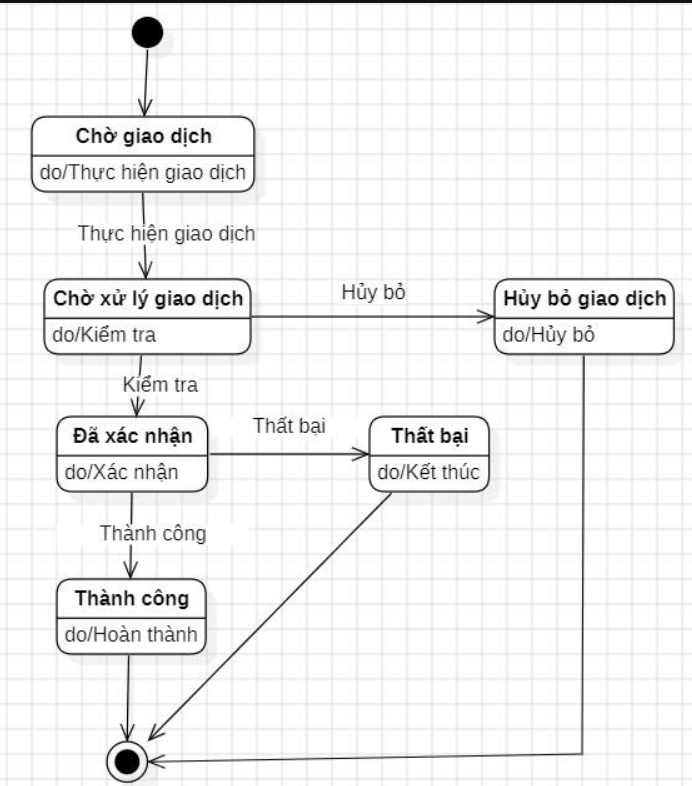 Chờ giao dịch
do/Thực hiện giao dịch
Thực hiện giao dịch
Chờ xử lý giao dịch
do/Kiểm tra
Hủy bỏ
Hủy bỏ giao dịch
do/Hủy bỏ
Kiểm tra
Đã xác nhận
do/Xác nhận
Thất bại
Thất bại
do/Kết thúc
Thành công
Thành công
do/Hoàn thành